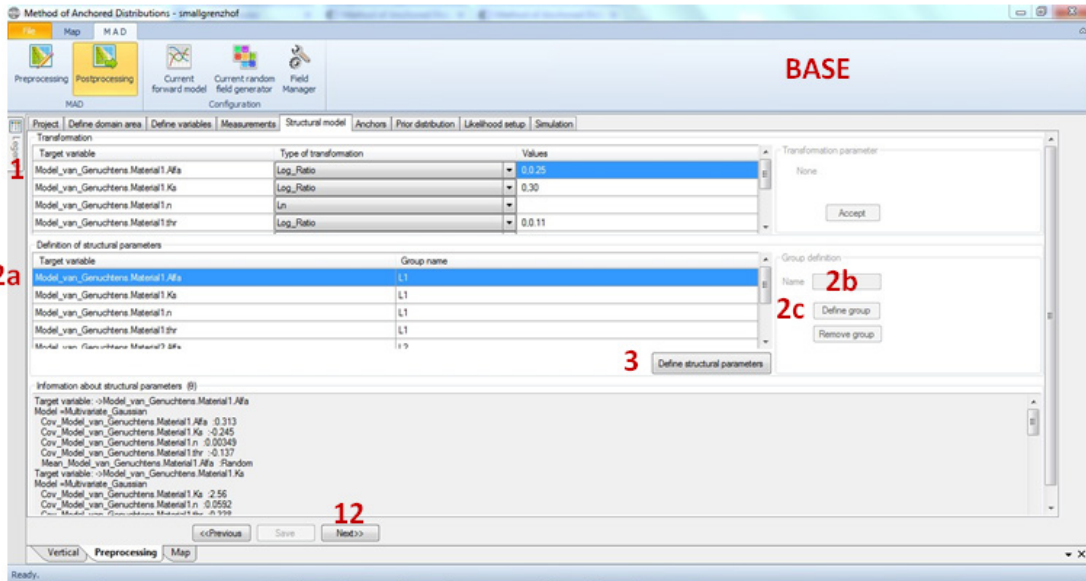 Method of Anchored Distributions - smallgrenzhof
File Map MAD
BASE
Preprocessing Postprocessing Current forward model Current random field generator Field Manager
MAD Configuration
Project Define domain area Define variables Measurements Structural model Anchors Prior distribution Likelihood setup Simulation
Transformation
Target variable Type of transformation Values
1 Model_van_Genuchtens.Material1.Alfa Log_Ratio 0,0.25
Model_van_Genuchtens.Material1.Ks Log_Ratio 0,30
Model_van_Genuchtens.Material1.n Ln
Model_van_Genuchtens.Material1.thr Log_Ratio 0,0.11
Transformation parameter
None
Accept
Definition of structural parameters
Target variable Group name
2a Model_van_Genuchtens.Material1.Alfa L1
Model_van_Genuchtens.Material1.Ks L1
Model_van_Genuchtens.Material1.n L1
Model_van_Genuchtens.Material1.thr L1
Model_van_Genuchtens.Material2.Alfa L2
Group definition
Name 2b
2c Define group
Remove group
3 Define structural parameters
Information about structural parameters (θ)
Target variable: ->Model_van_Genuchtens.Material1.Alfa
Model =Multivariate_Gaussian
Cov_Model_van_Genuchtens.Material1.Alfa :0.313
Cov_Model_van_Genuchtens.Material1.Ks :-0.245
Cov_Model_van_Genuchtens.Material1.n :0.00349
Cov_Model_van_Genuchtens.Material1.thr :-0.137
Mean_Model_van_Genuchtens.Material1.Alfa :Random
Target variable: ->Model_van_Genuchtens.Material1.Ks
Model =Multivariate_Gaussian
Cov_Model_van_Genuchtens.Material1.Ks :2.56
Cov_Model_van_Genuchtens.Material1.n :0.0592
Cov_Model_van_Genuchtens.Material1.thr :0.328
12
<<Previous Save Next>>
Vertical Preprocessing Map
Ready.